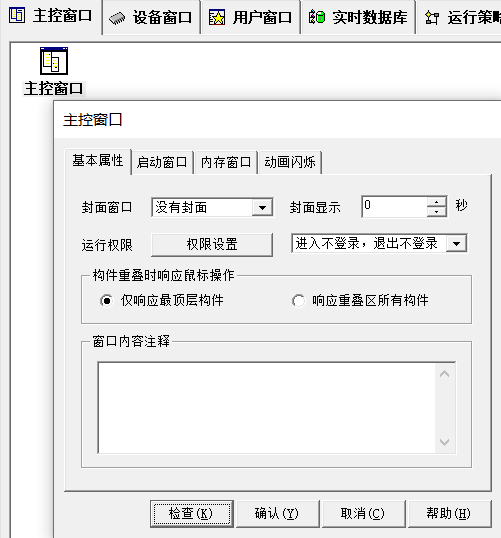 主控窗口 设备窗口 用户窗口 实时数据库 运行策略
主控窗口
主控窗口
基本属性 启动窗口 内存窗口 动画闪烁
封面窗口 没有封面 封面显示 0 秒
运行权限 权限设置 进入不登录，退出不登录
构件重叠时响应鼠标操作
仅响应最顶层构件 响应重叠区所有构件
窗口内容注释
检查(K) 确认(Y) 取消(C) 帮助(H)